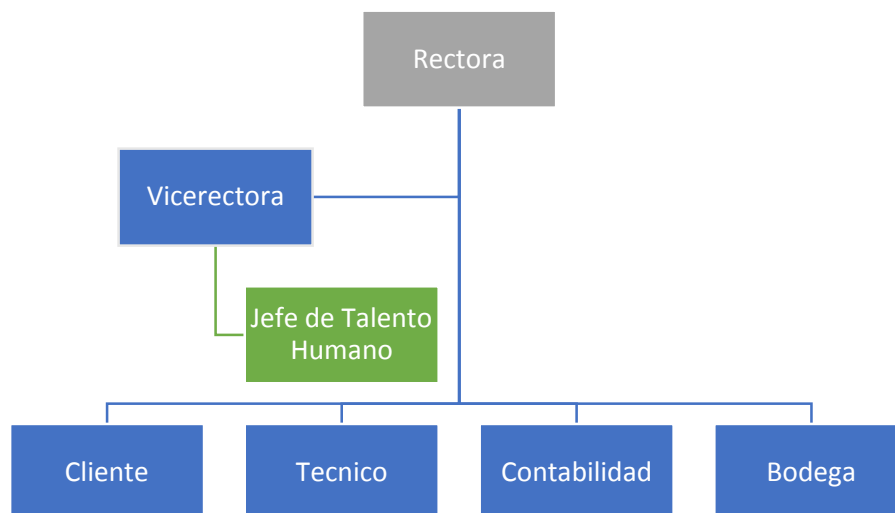 Rectora
Vicerectora
Jefe de Talento
Humano
Cliente
Tecnico
Contabilidad
Bodega